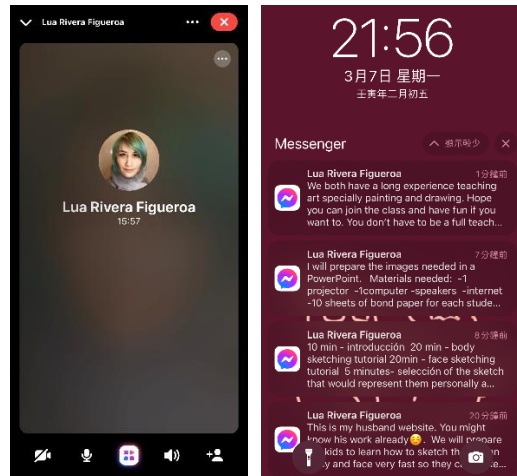 Lua Rivera Figueroa
Lua Rivera Figueroa
15:57
21:56
3月7日 星期一
壬寅年二月初五
Messenger
顯示較少
Lua Rivera Figueroa 1分鐘前
We both have a long experience teaching
art specially painting and drawing. Hope
you can join the class and have fun if you
want to. You don't have to be a full teach...
Lua Rivera Figueroa 7分鐘前
I will prepare the images needed in a
PowerPoint. Materials needed: -1
projector -1computer -speakers -internet
-10 sheets of bond paper for each stude...
Lua Rivera Figueroa 8分鐘前
10 min - introducción 20 min - body
sketching tutorial 20min - face sketching
tutorial 5 minutes- selección of the sketch
that would represent them personally a...
Lua Rivera Figueroa 20分鐘前
This is my husband website. You might
know his work already😊. We will prepare
kids to learn how to sketch th
and face very fast so they c